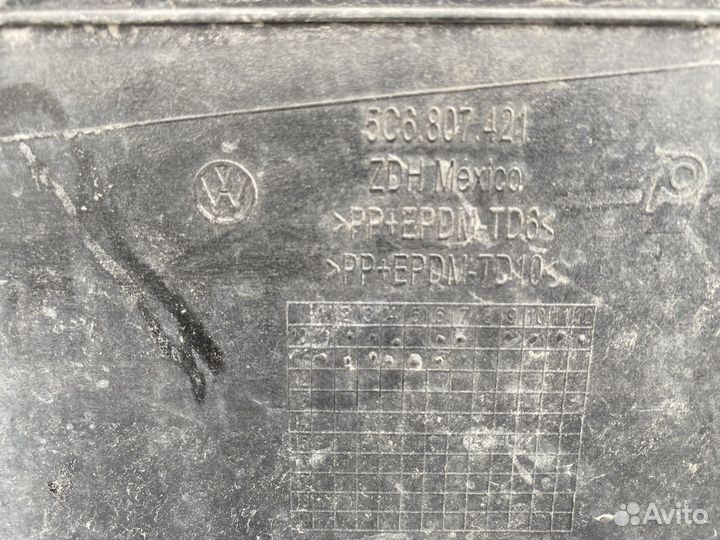 5C6.807.421
ZDH Mexico
>PP+EPDM-TD6<
>PP+EPDM-TD10<
2 3 4 5 6 7 8 9 10 11 12
Avito